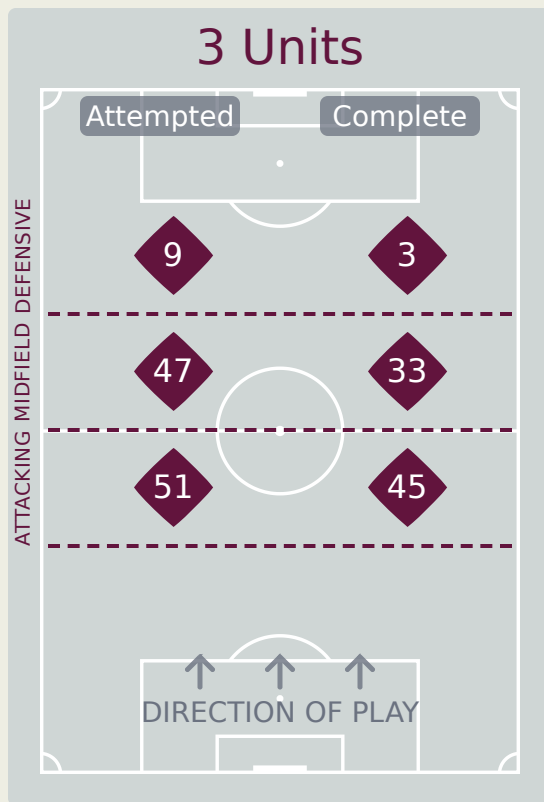 3 Units
Attempted Complete
ATTACKING MIDFIELD DEFENSIVE
9 3
47 33
51 45
DIRECTION OF PLAY